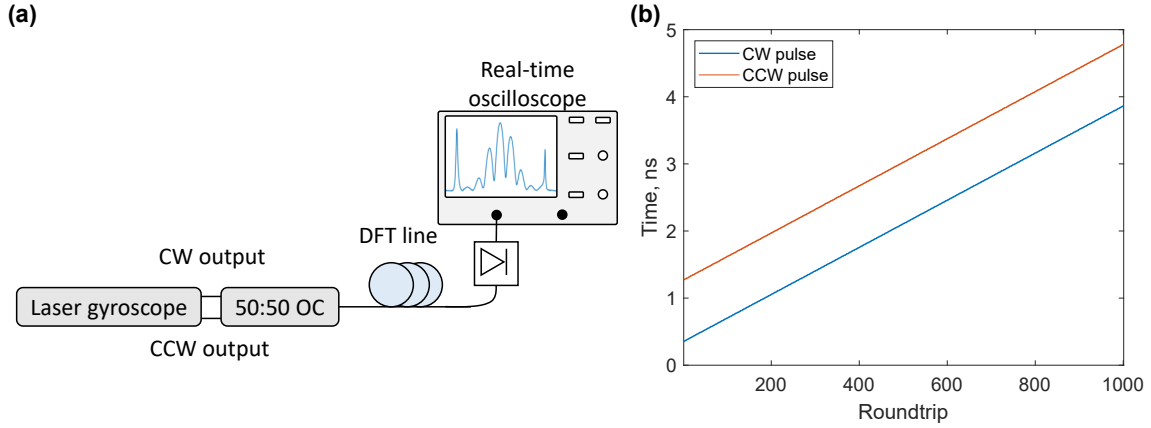 (a)
Real-time
oscilloscope
DFT line
CW output
Laser gyroscope
50:50 OC
CCW output
(b)
CW pulse
CCW pulse
Time, ns
5
4
3
2
1
0
200
400
600
800
1000
Roundtrip